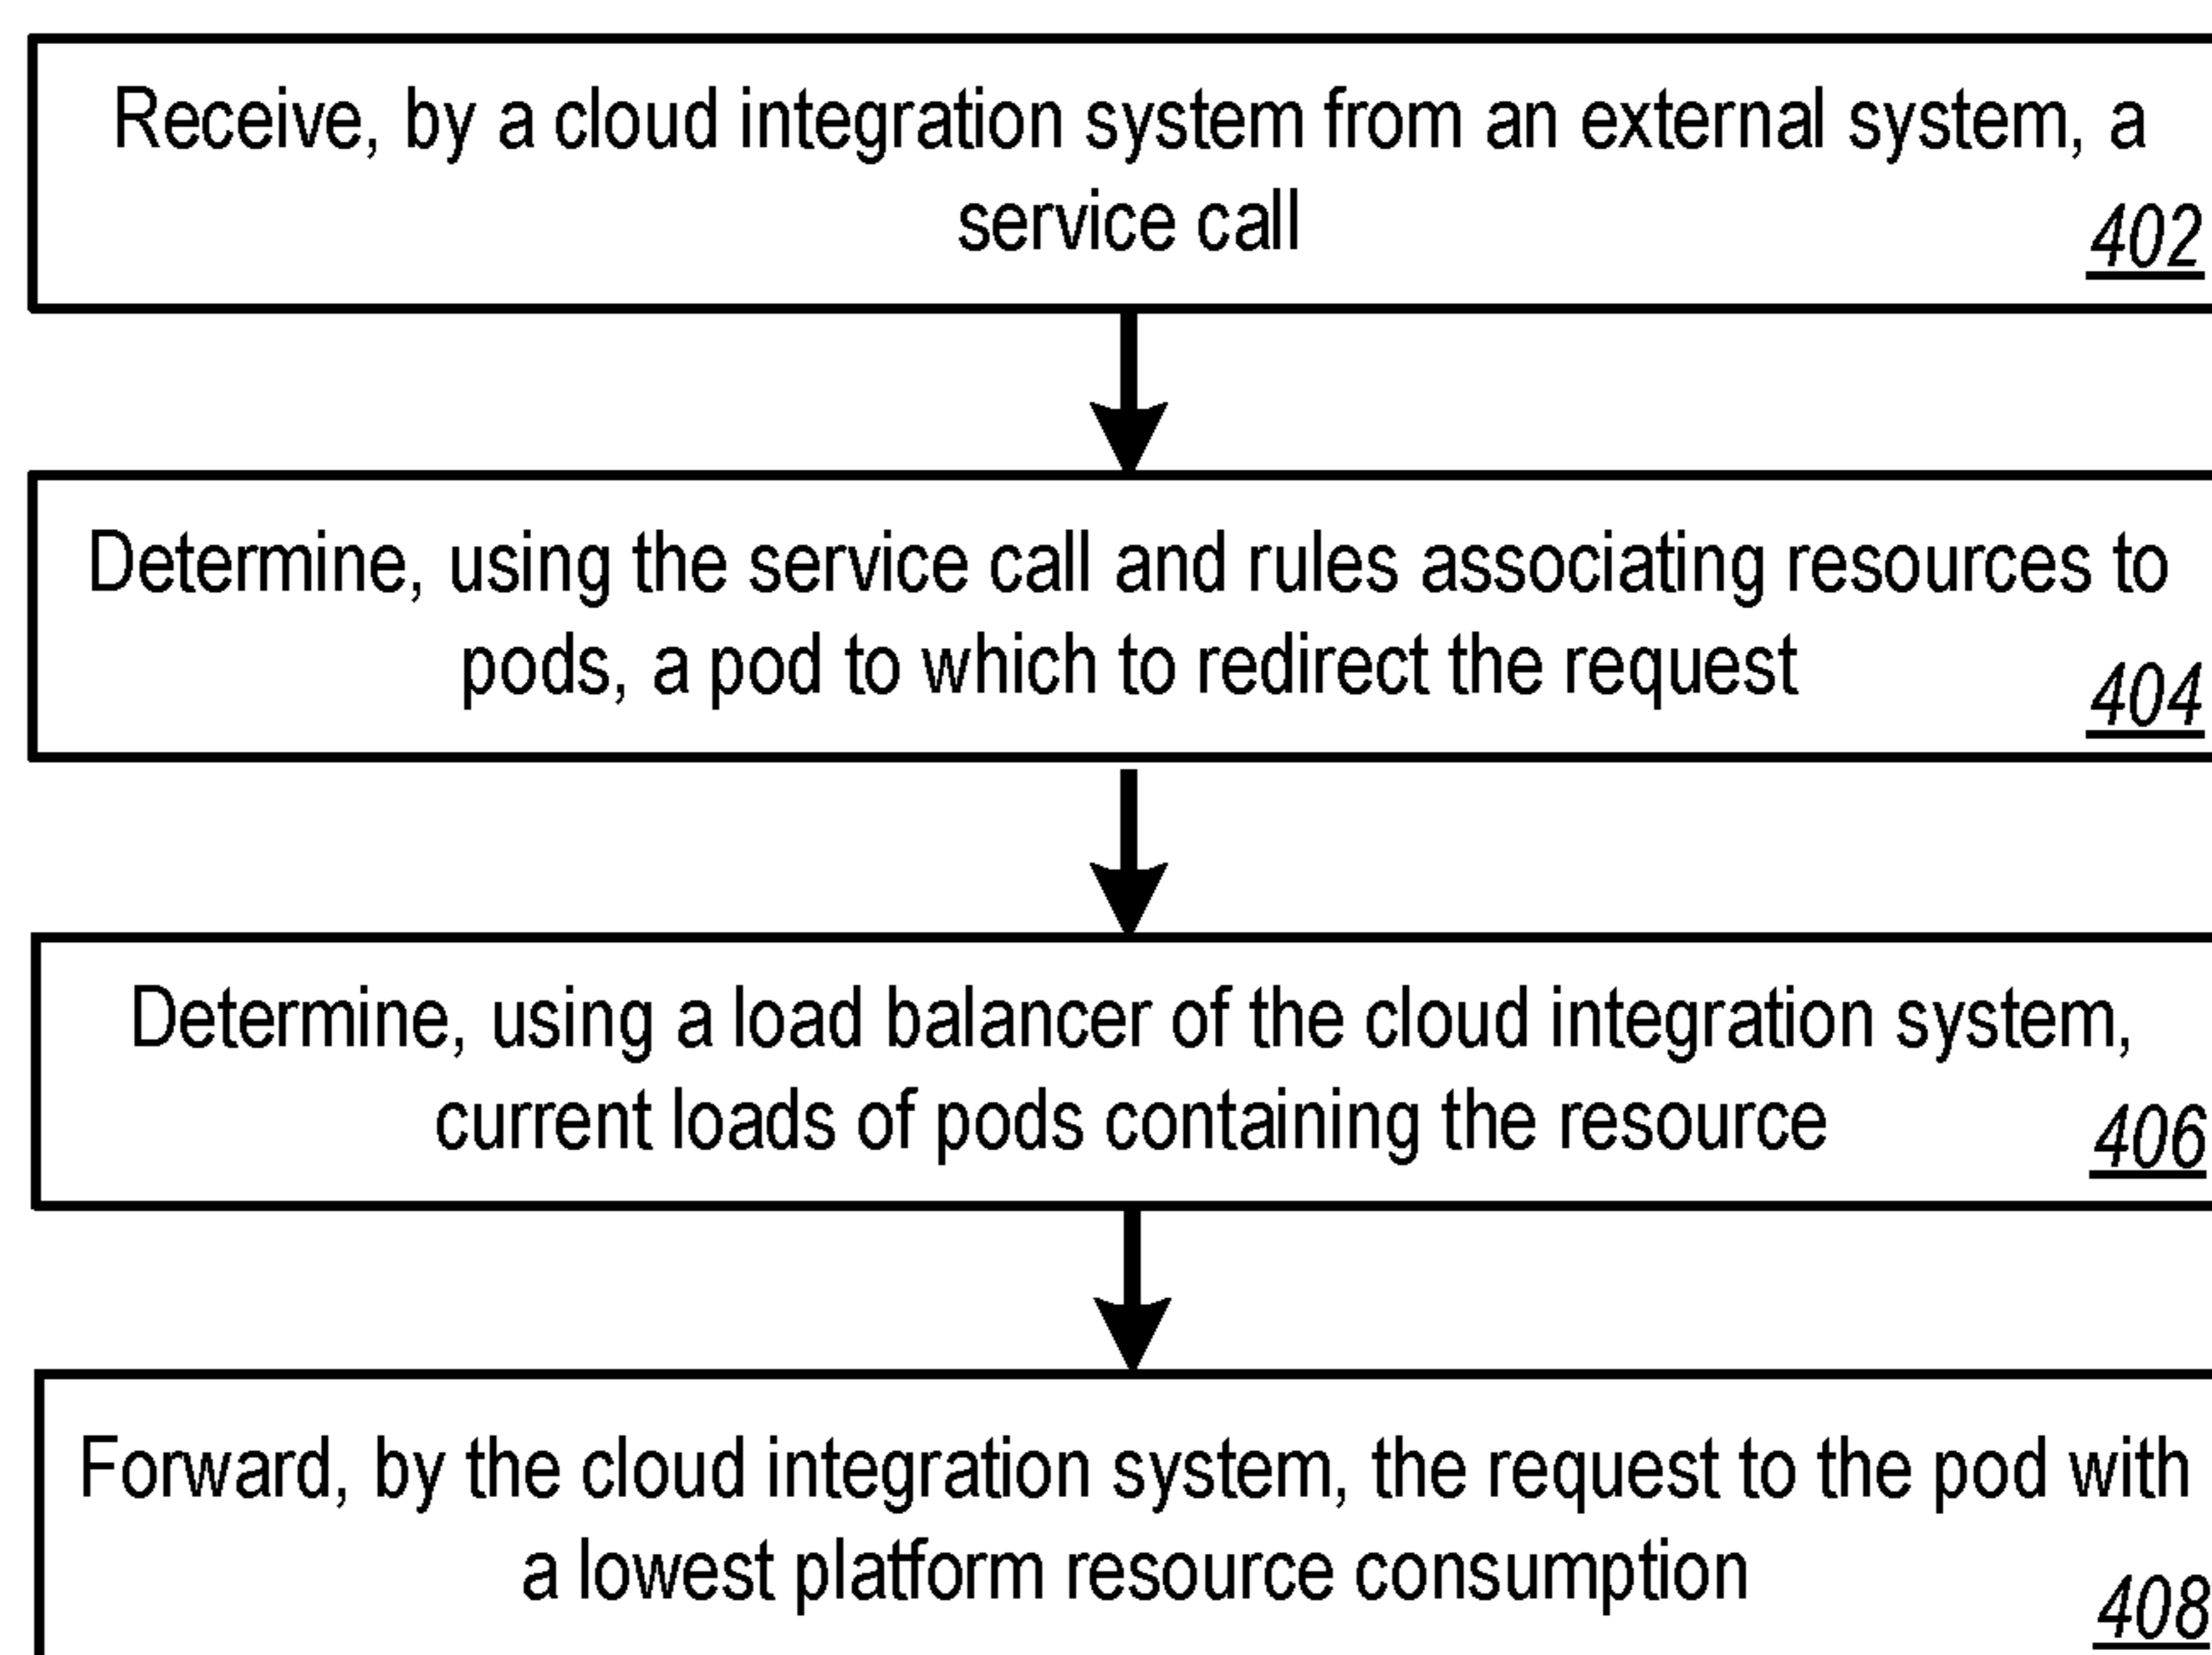 Receive, by a cloud integration system from an external system, a
service call
402
Determine, using the service call and rules associating resources to
pods, a pod to which to redirect the request
404
Determine, using a load balancer of the cloud integration system,
current loads of pods containing the resource
406
Forward, by the cloud integration system, the request to the pod with
a lowest platform resource consumption
408